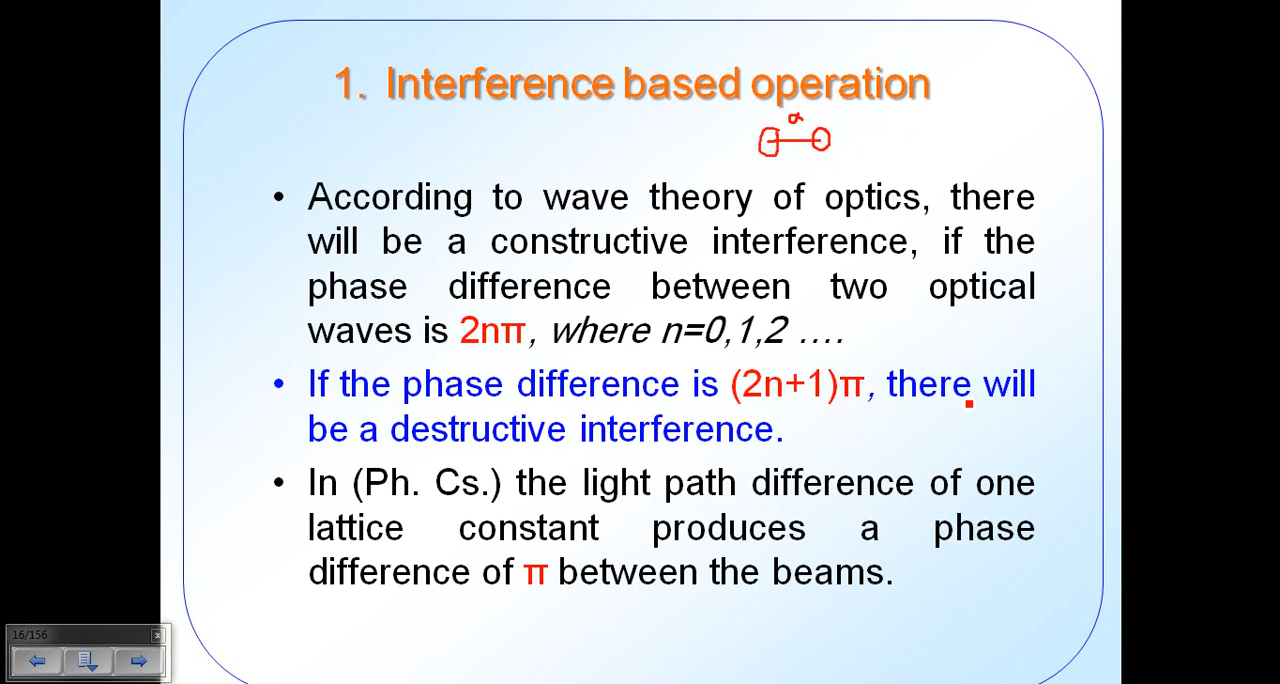 1. Interference based operation
a
• According to wave theory of optics, there
will be a constructive interference, if the
phase difference between two optical
waves is 2nπ, where n=0,1,2 ….
• If the phase difference is (2n+1)π, there will
be a destructive interference.
• In (Ph. Cs.) the light path difference of one
lattice constant produces a phase
difference of π between the beams.
16/156